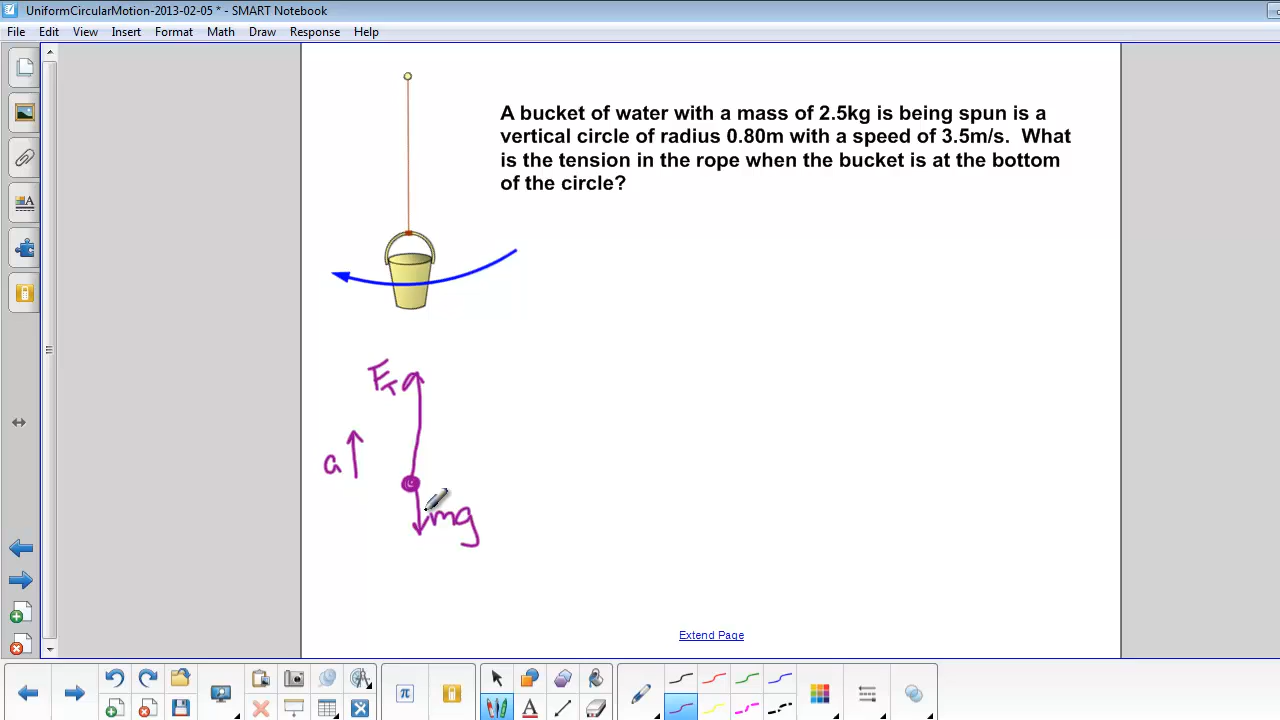 UniformCircularMotion-2013-02-05 * - SMART Notebook
File Edit View Insert Format Math Draw Response Help
A bucket of water with a mass of 2.5kg is being spun is a
vertical circle of radius 0.80m with a speed of 3.5m/s. What
is the tension in the rope when the bucket is at the bottom
of the circle?
F_T
a
mg
Extend Page
π
A